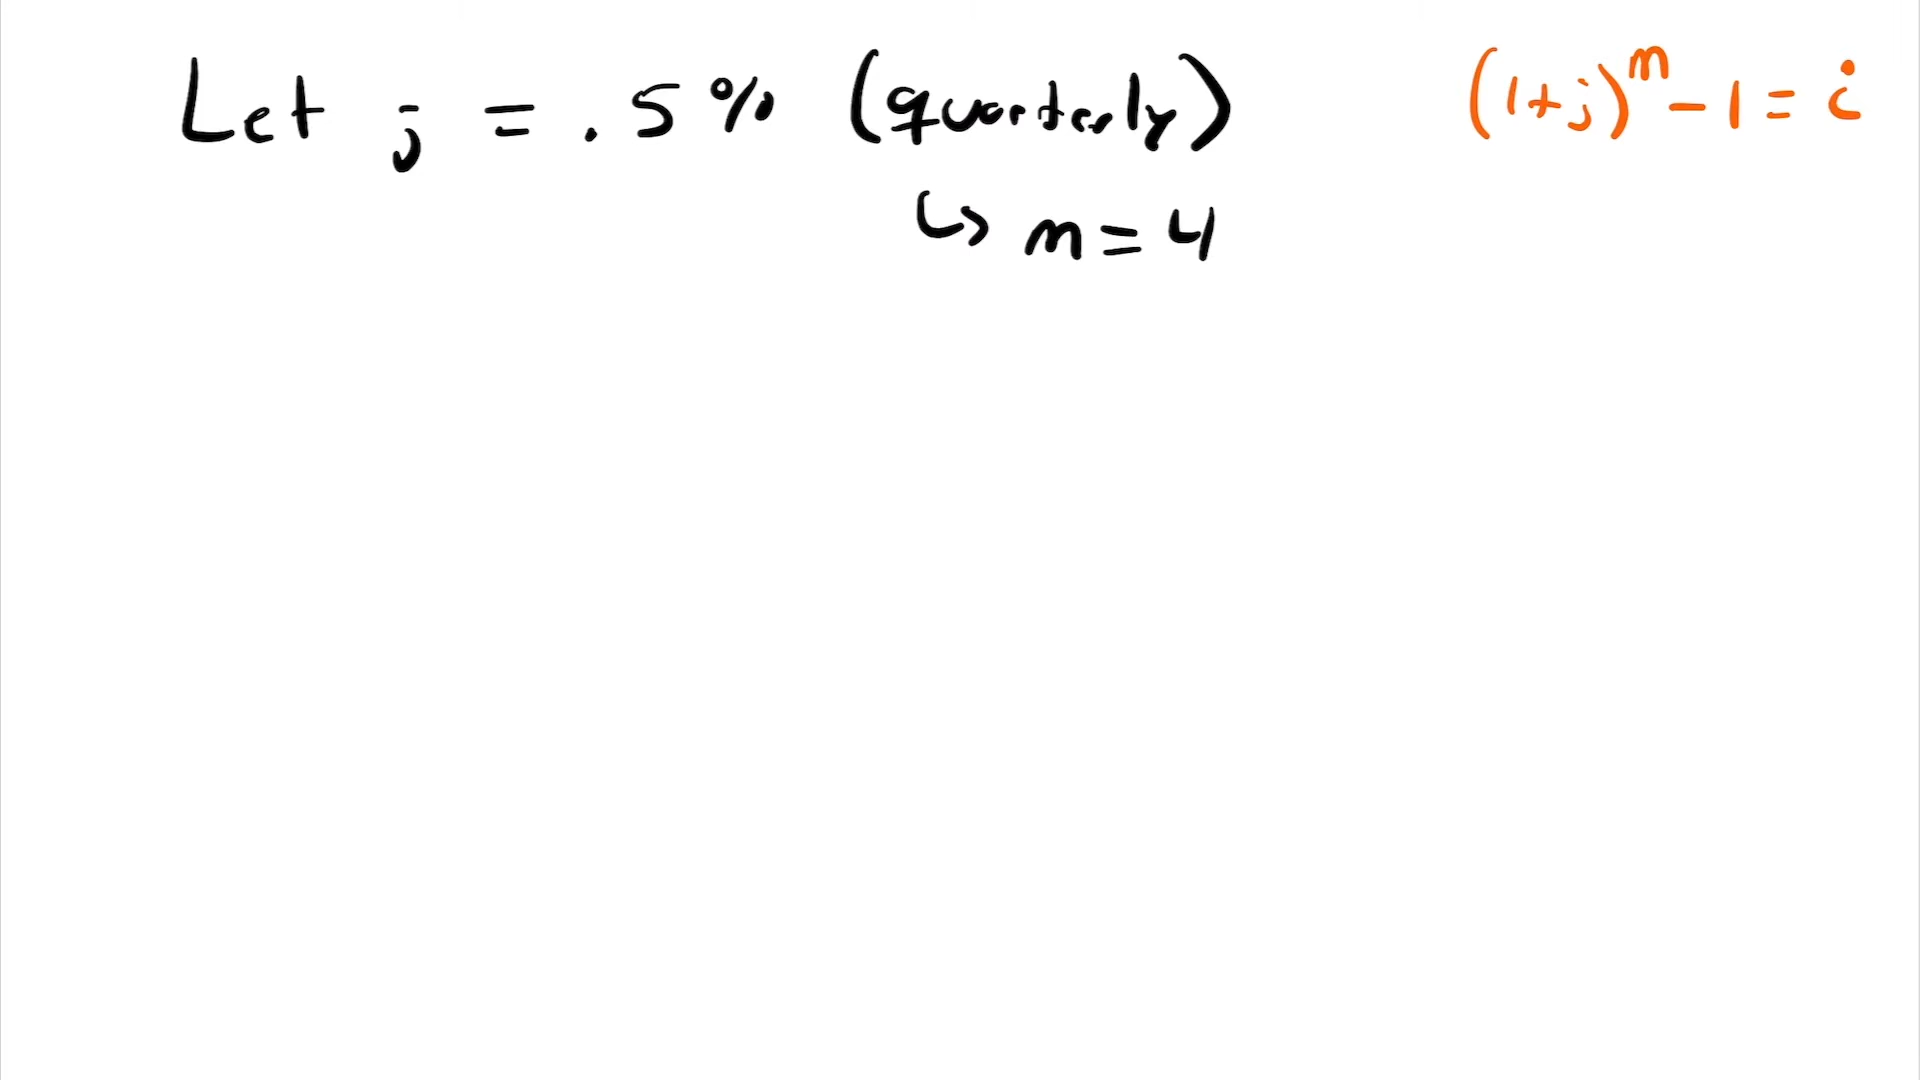 Let j = .5% (quarterly)
(1+j)^m - 1 = i
↳ m = 4